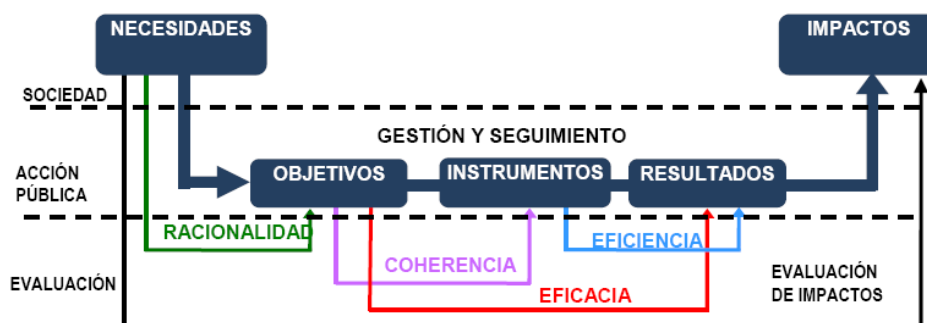 NECESIDADES
IMPACTOS
SOCIEDAD
GESTIÓN Y SEGUIMIENTO
ACCIÓN
PÚBLICA
OBJETIVOS
INSTRUMENTOS
RESULTADOS
RACIONALIDAD
EFICIENCIA
COHERENCIA
EVALUACIÓN
EFICACIA
EVALUACIÓN
DE IMPACTOS